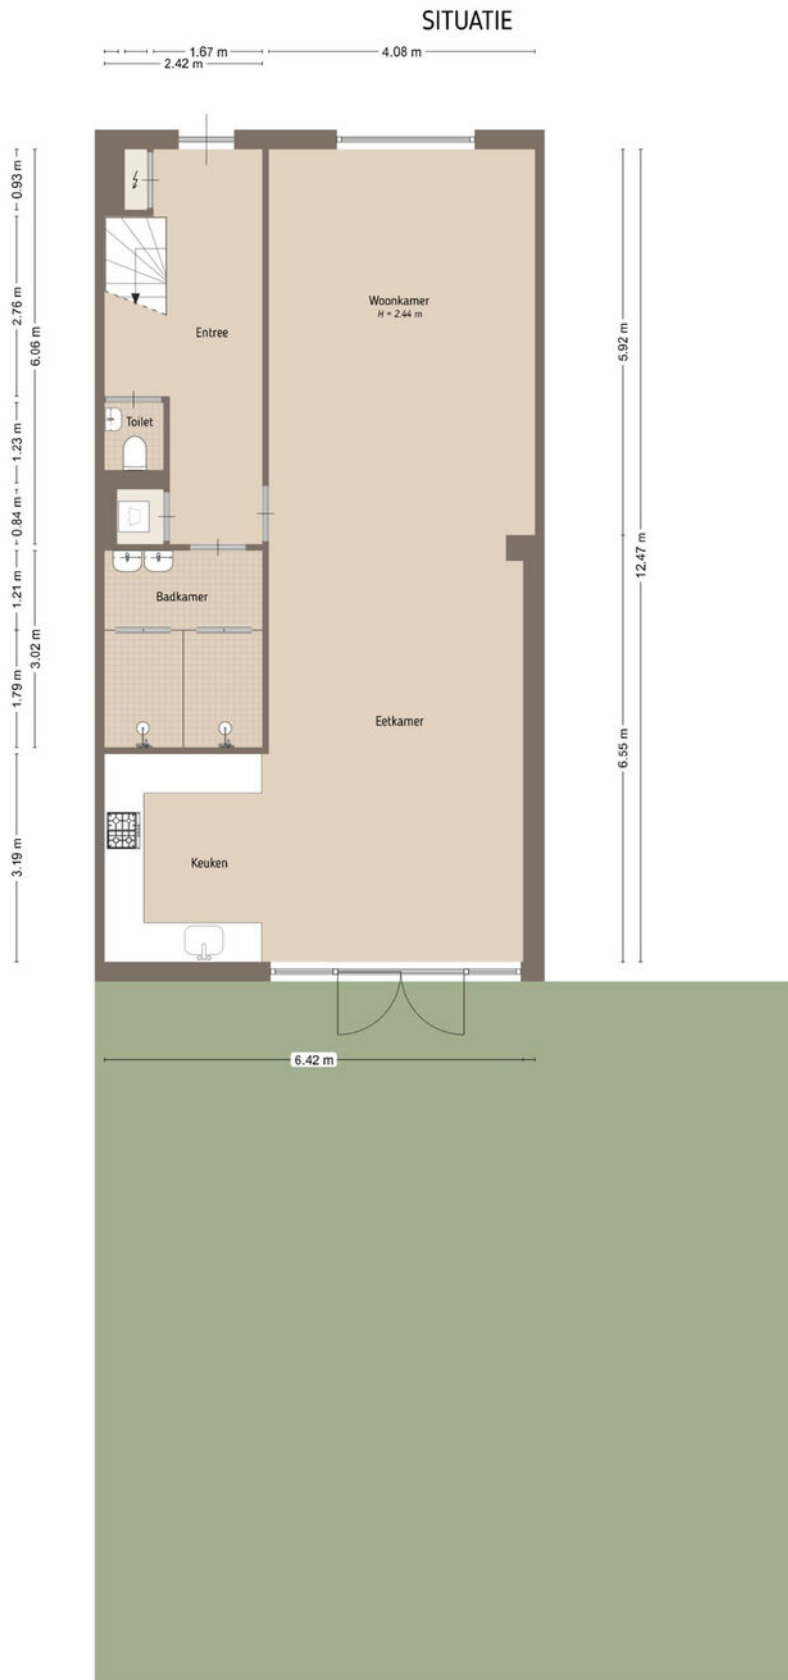 SITUATIE
1.67 m
4.08 m
2.42 m
0.93 m
2.76 m
6.06 m
1.23 m
0.84 m
1.21 m
3.02 m
1.79 m
3.19 m
Woonkamer
H = 2.44 m
Entree
Toilet
Badkamer
Eetkamer
Keuken
5.92 m
12.47 m
6.55 m
6.42 m